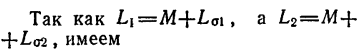 Так как L₁=M+Lσ1, а L₂=M+
+Lσ2, имеем